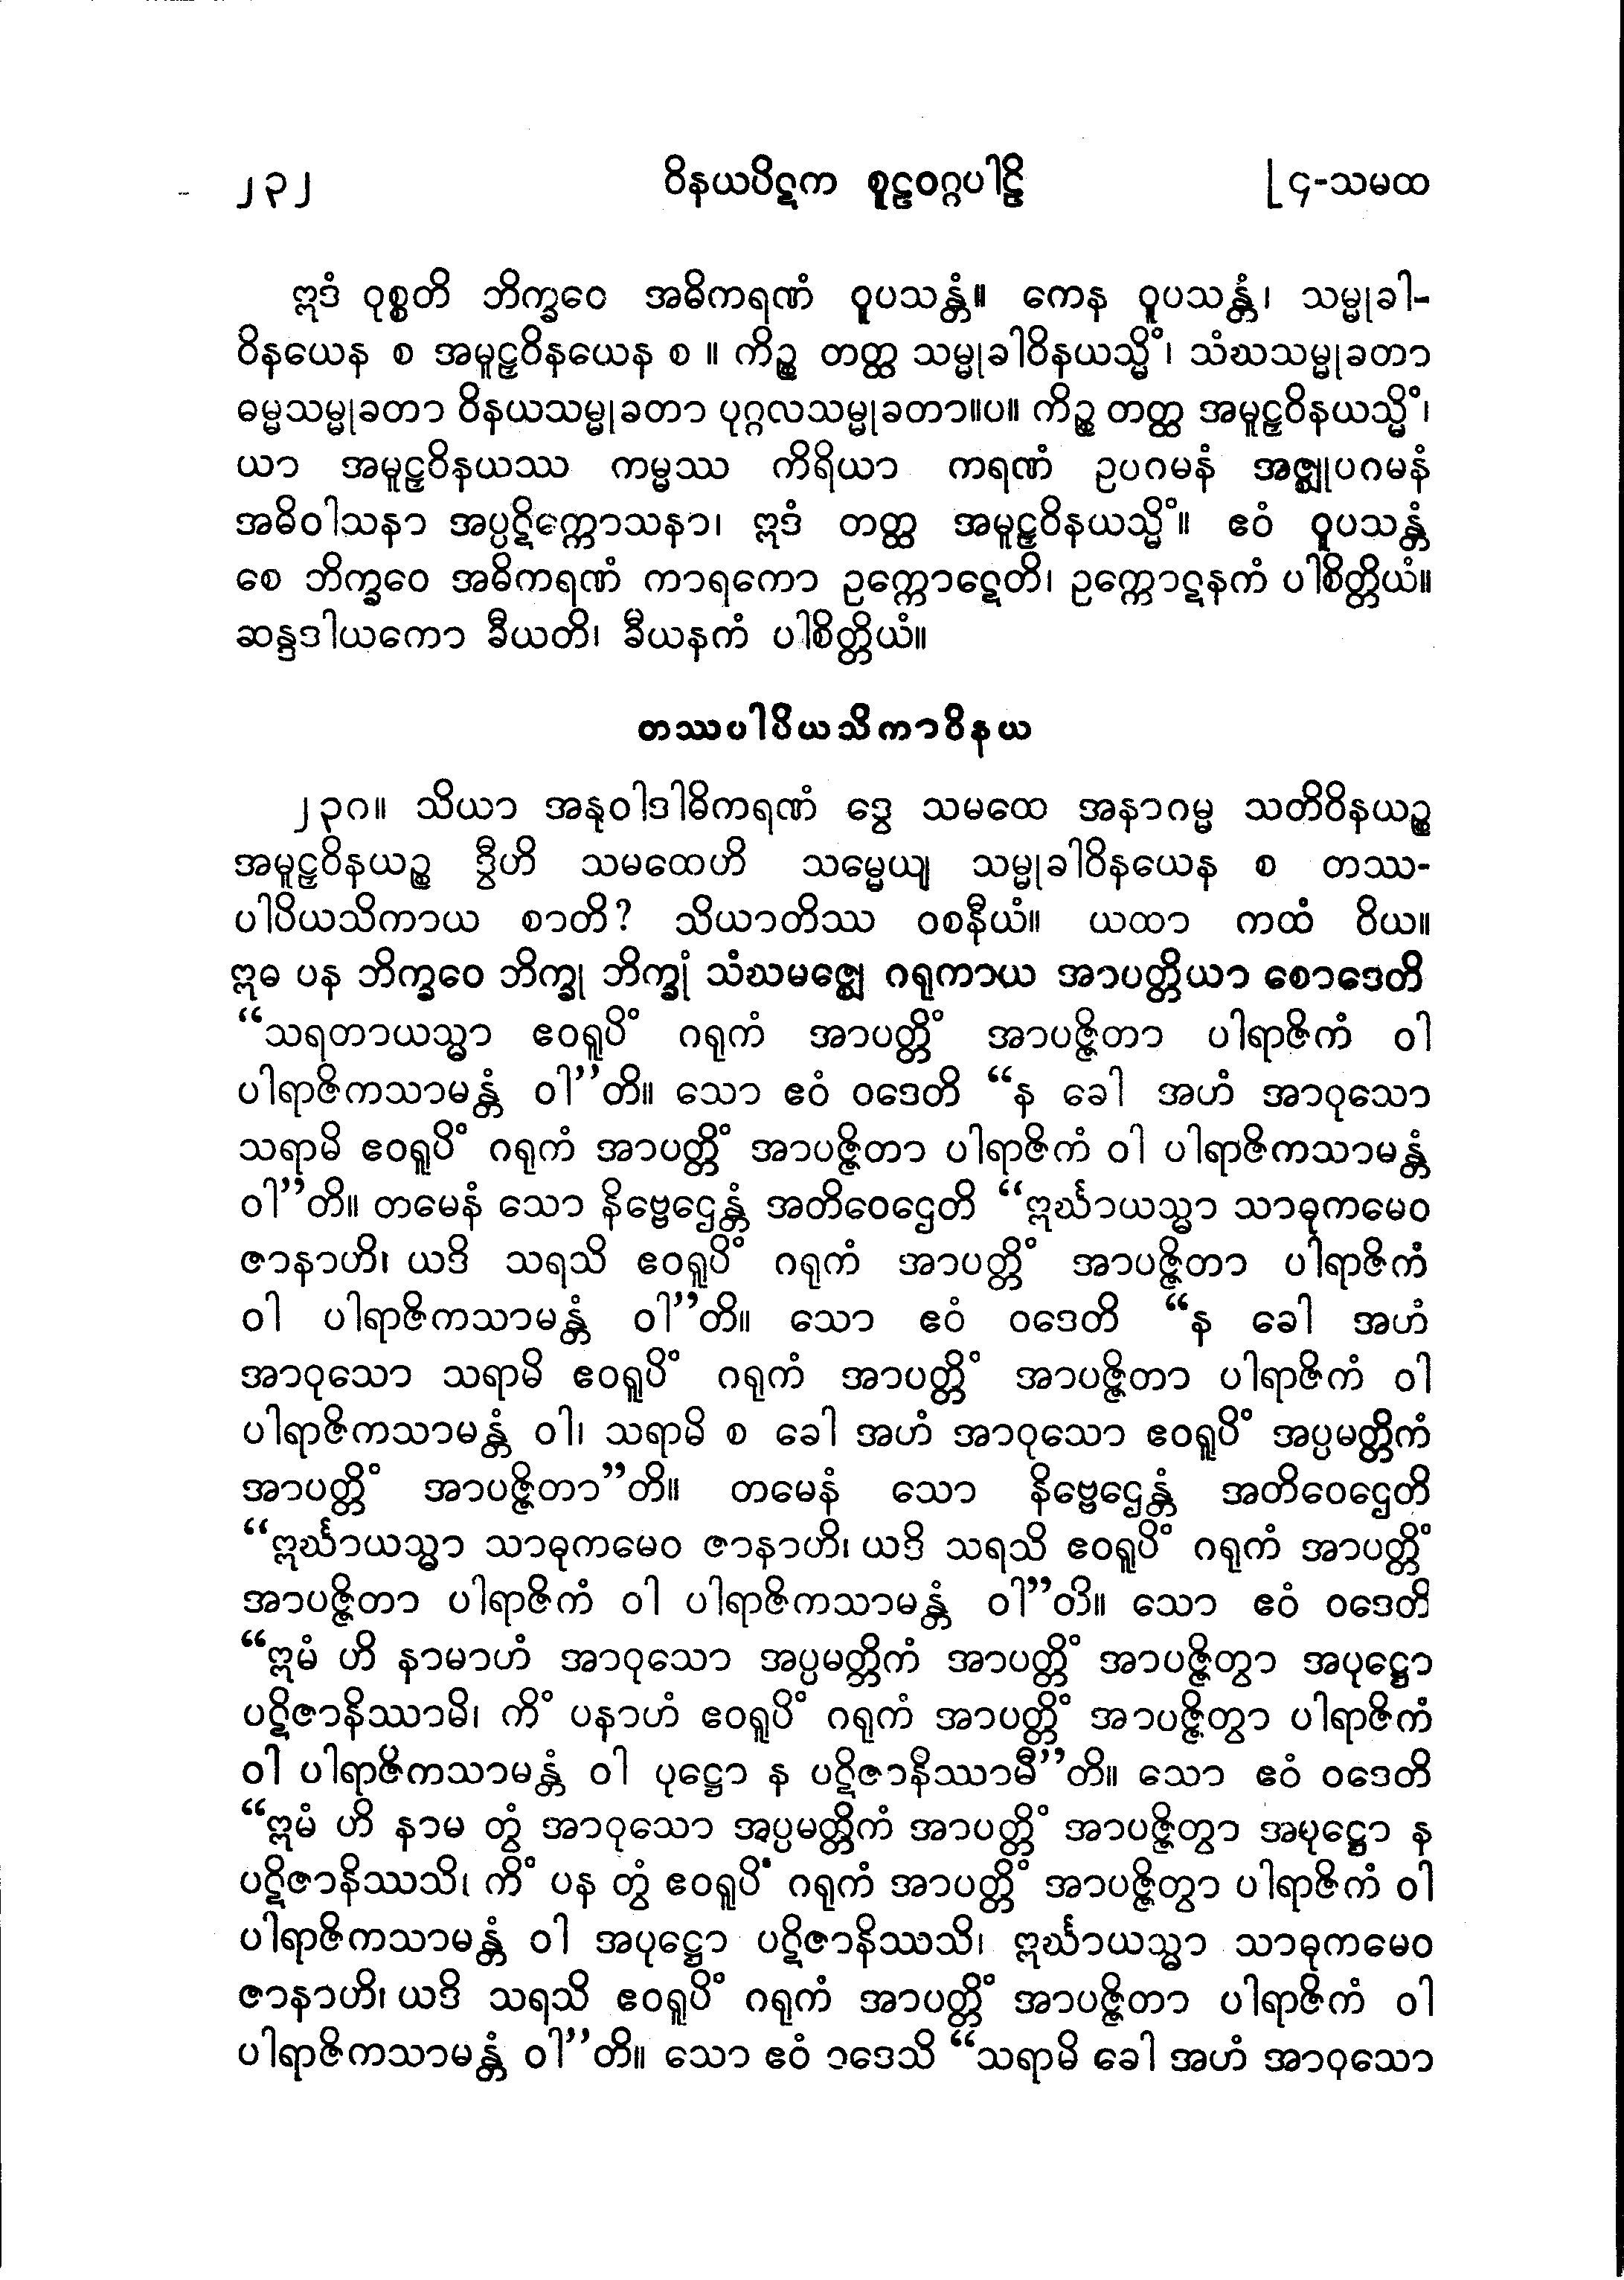 ၂၃၂ ဝိနယပိဋက စူဠဝဂ္ဂပါဠိ [၄-သမထ
ဣဒံ ဝုစ္စတိ ဘိက္ခဝေ အဓိကရဏံ ဝူပသန္တံ။ ကေန ဝူပသန္တံ၊ သမ္မုခါ-
ဝိနယေန စ အမူဠှဝိနယေန စ ။ ကိဉ္စ တတ္ထ သမ္မုခါဝိနယသ္မိံ၊ သံဃသမ္မုခတာ
ဓမ္မသမ္မုခတာ ဝိနယသမ္မုခတာ ပုဂ္ဂလသမ္မုခတာ။ပ။ ကိဉ္စ တတ္ထ အမူဠှဝိနယသ္မိံ၊
ယာ အမူဠှဝိနယဿ ကမ္မဿ ကိရိယာ ကရဏံ ဥပဂမနံ အဇ္ဈုပဂမနံ
အဓိဝါသနာ အပ္ပဋိက္ကောသနာ၊ ဣဒံ တတ္ထ အမူဠှဝိနယသ္မိံ။ ဧဝံ ဝူပသန္တံ
စေ ဘိက္ခဝေ အဓိကရဏံ ကာရကော ဥက္ကောဋေတိ၊ ဥက္ကောဋနကံ ပါစိတ္တိယံ။
ဆန္ဒဒါယကော ခီယတိ၊ ခီယနကံ ပါစိတ္တိယံ။
တဿပါပိယသိကာဝိနယ
၂၃၈။ သိယာ အနုဝါဒါဓိကရဏံ ဒွေ သမထေ အနာဂမ္မ သတိဝိနယဉ္စ
အမူဠှဝိနယဉ္စ ဒွီဟိ သမထေဟိ သမ္မေယျ သမ္မုခါဝိနယေန စ တဿ-
ပါပိယသိကာယ စာတိ? သိယာတိဿ ဝစနီယံ။ ယထာ ကထံ ဝိယ။
ဣဓ ပန ဘိက္ခဝေ ဘိက္ခု ဘိက္ခုံ သံဃမဇ္ဈေ ဂရုကာယ အာပတ္တိယာ စောဒေတိ
“သရတာယသ္မာ ဧဝရူပိံ ဂရုကံ အာပတ္တိံ အာပဇ္ဇိတာ ပါရာဇိကံ ဝါ
ပါရာဇိကသာမန္တံ ဝါ”တိ။ သော ဧဝံ ဝဒေတိ “န ခေါ အဟံ အာဝုသော
သရာမိ ဧဝရူပိံ ဂရုကံ အာပတ္တိံ အာပဇ္ဇိတာ ပါရာဇိကံ ဝါ ပါရာဇိကသာမန္တံ
ဝါ”တိ။ တမေနံ သော နိဗ္ဗေဌေန္တံ အတိဝေဌေတိ “ဣင်္ဃာယသ္မာ သာဓုကမေဝ
ဇာနာဟိ၊ ယဒိ သရသိ ဧဝရူပိံ ဂရုကံ အာပတ္တိံ အာပဇ္ဇိတာ ပါရာဇိကံ
ဝါ ပါရာဇိကသာမန္တံ ဝါ”တိ။ သော ဧဝံ ဝဒေတိ “န ခေါ အဟံ
အာဝုသော သရာမိ ဧဝရူပိံ ဂရုကံ အာပတ္တိံ အာပဇ္ဇိတာ ပါရာဇိကံ ဝါ
ပါရာဇိကသာမန္တံ ဝါ၊ သရာမိ စ ခေါ အဟံ အာဝုသော ဧဝရူပိံ အပ္ပမတ္တိကံ
အာပတ္တိံ အာပဇ္ဇိတာ”တိ။ တမေနံ သော နိဗ္ဗေဌေန္တံ အတိဝေဌေတိ
“ဣင်္ဃာယသ္မာ သာဓုကမေဝ ဇာနာဟိ၊ ယဒိ သရသိ ဧဝရူပိံ ဂရုကံ အာပတ္တိံ
အာပဇ္ဇိတာ ပါရာဇိကံ ဝါ ပါရာဇိကသာမန္တံ ဝါ”တိ။ သော ဧဝံ ဝဒေတိ
“ဣမံ ဟိ နာမာဟံ အာဝုသော အပ္ပမတ္တိကံ အာပတ္တိံ အာပဇ္ဇိတွာ အပုဋ္ဌော
ပဋိဇာနိဿာမိ၊ ကိံ ပနာဟံ ဧဝရူပိံ ဂရုကံ အာပတ္တိံ အာပဇ္ဇိတွာ ပါရာဇိကံ
ဝါ ပါရာဇိကသာမန္တံ ဝါ ပုဋ္ဌော န ပဋိဇာနိဿာမီ”တိ။ သော ဧဝံ ဝဒေတိ
“ဣမံ ဟိ နာမ တွံ အာဝုသော အပ္ပမတ္တိကံ အာပတ္တိံ အာပဇ္ဇိတွာ အပုဋ္ဌော န
ပဋိဇာနိဿသိ၊ ကိံ ပန တွံ ဧဝရူပိံ ဂရုကံ အာပတ္တိံ အာပဇ္ဇိတွာ ပါရာဇိကံ ဝါ
ပါရာဇိကသာမန္တံ ဝါ အပုဋ္ဌော ပဋိဇာနိဿသိ၊ ဣင်္ဃာယသ္မာ သာဓုကမေဝ
ဇာနာဟိ၊ ယဒိ သရသိ ဧဝရူပိံ ဂရုကံ အာပတ္တိံ အာပဇ္ဇိတာ ပါရာဇိကံ ဝါ
ပါရာဇိကသာမန္တံ ဝါ”တိ။ သော ဧဝံ ဝဒေသိ “သရာမိ ခေါ အဟံ အာဝုသော